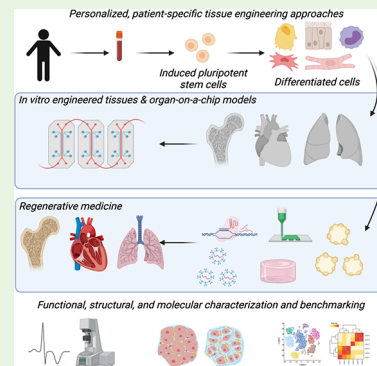 Personalized, patient-specific tissue engineering approaches
Induced pluripotent
stem cells
Differentiated cells
In vitro engineered tissues & organ-on-a-chip models
Regenerative medicine
Functional, structural, and molecular characterization and benchmarking